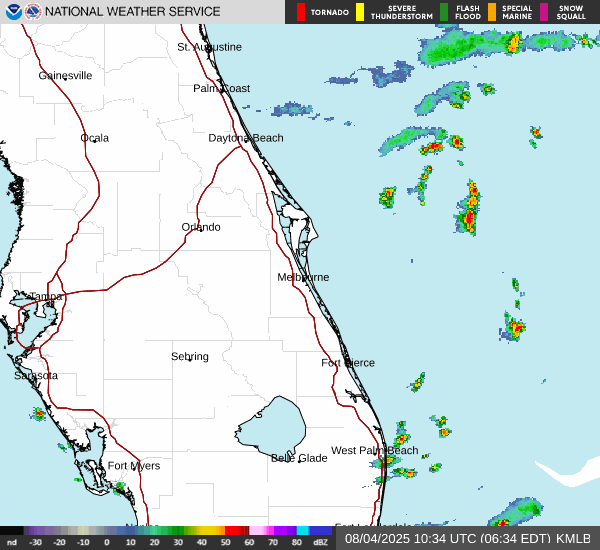 NATIONAL WEATHER SERVICE
TORNADO
SEVERE THUNDERSTORM
FLASH FLOOD
SPECIAL MARINE
SNOW SQUALL
St. Augustine
Gainesville
Palm Coast
Ocala
Daytona Beach
Orlando
Melbourne
Tampa
Sebring
Fort Pierce
Sarasota
West Palm Beach
Belle Glade
Fort Myers
nd -30 -20 -10 0 10 20 30 40 50 60 70 80 dBZ
08/04/2025 10:34 UTC (06:34 EDT) KMLB